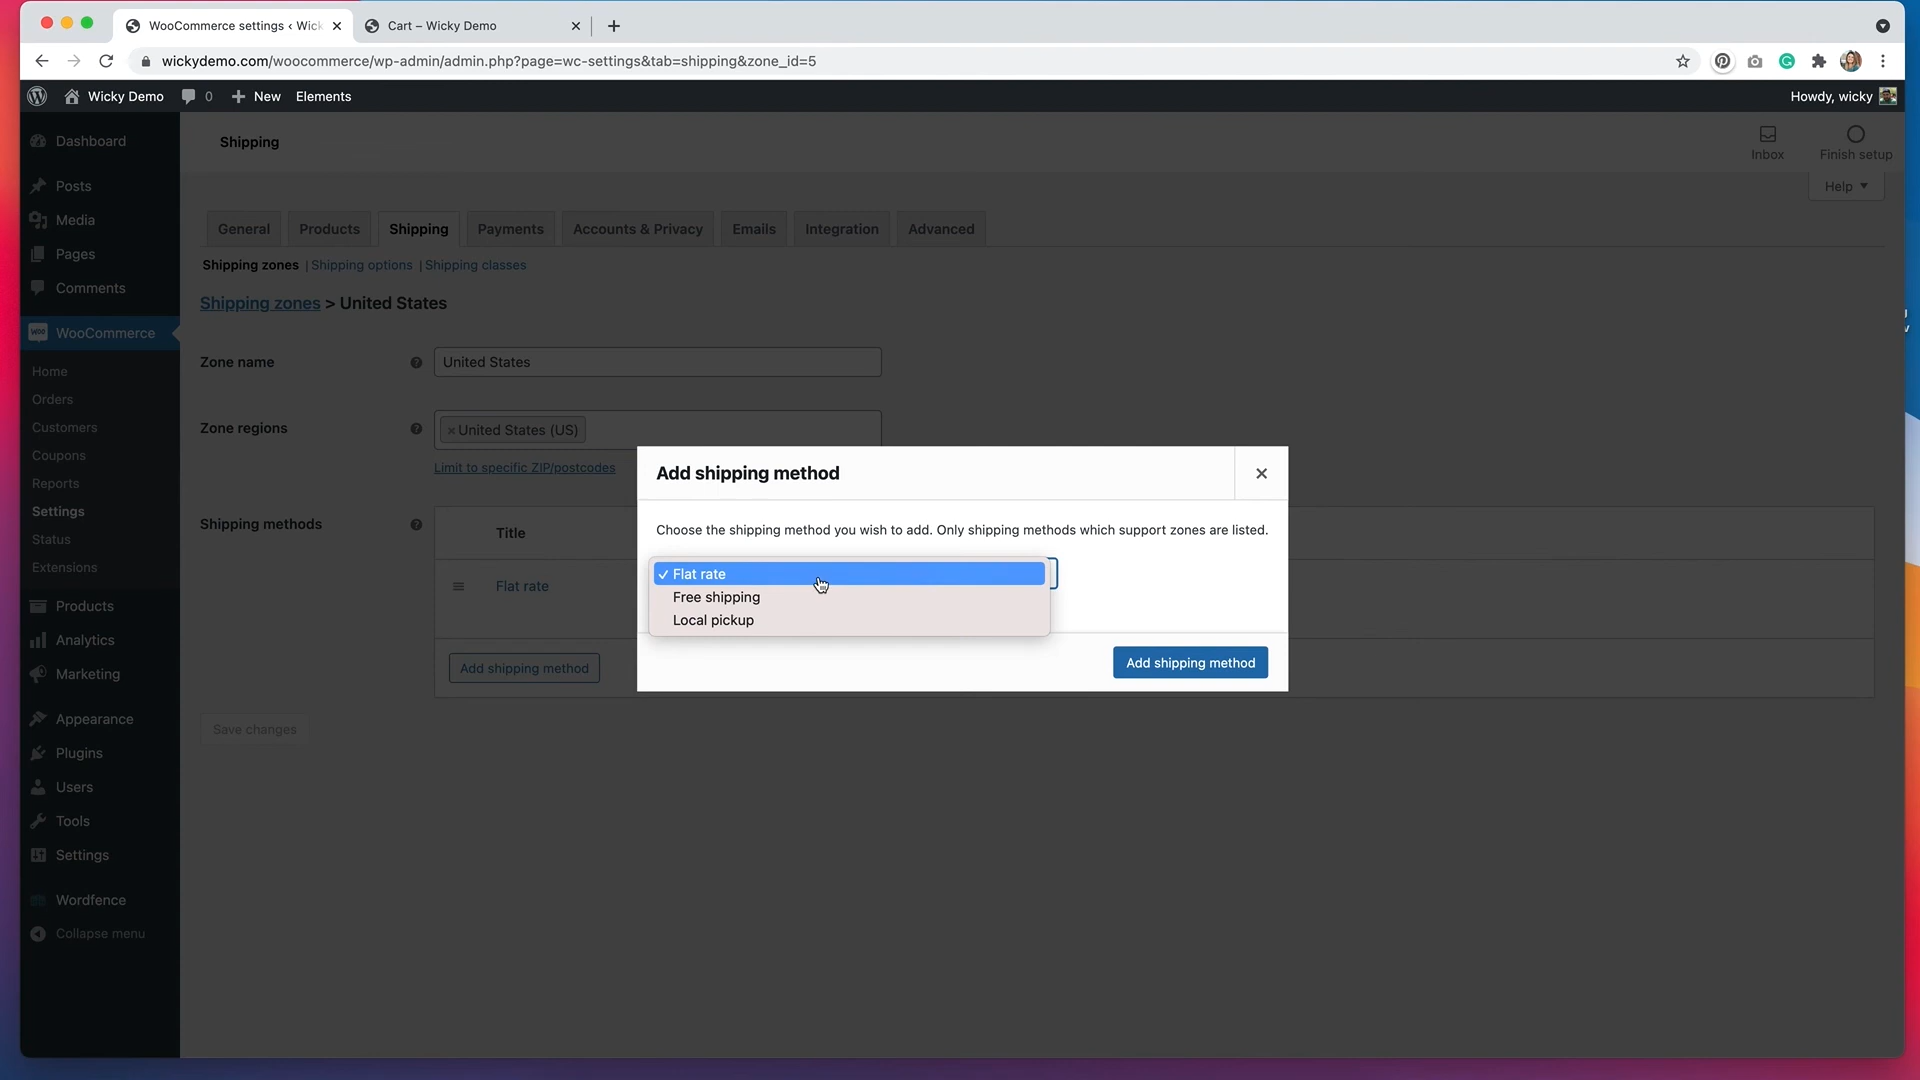 WooCommerce settings ‹ Wick
Cart – Wicky Demo
wickydemo.com/woocommerce/wp-admin/admin.php?page=wc-settings&tab=shipping&zone_id=5
Wicky Demo 0 New Elements
Howdy, wicky
Dashboard
Posts
Media
Pages
Comments
WooCommerce
Home
Orders
Customers
Coupons
Reports
Settings
Status
Extensions
Products
Analytics
Marketing
Appearance
Plugins
Users
Tools
Settings
Wordfence
Collapse menu
Shipping
Inbox
Finish setup
Help
General Products Shipping Payments Accounts & Privacy Emails Integration Advanced
Shipping zones | Shipping options | Shipping classes
Shipping zones > United States
Zone name
United States
Zone regions
×United States (US)
Limit to specific ZIP/postcodes
Shipping methods
Title
Flat rate
Add shipping method
Save changes
Add shipping method
Choose the shipping method you wish to add. Only shipping methods which support zones are listed.
✓ Flat rate
Free shipping
Local pickup
Add shipping method